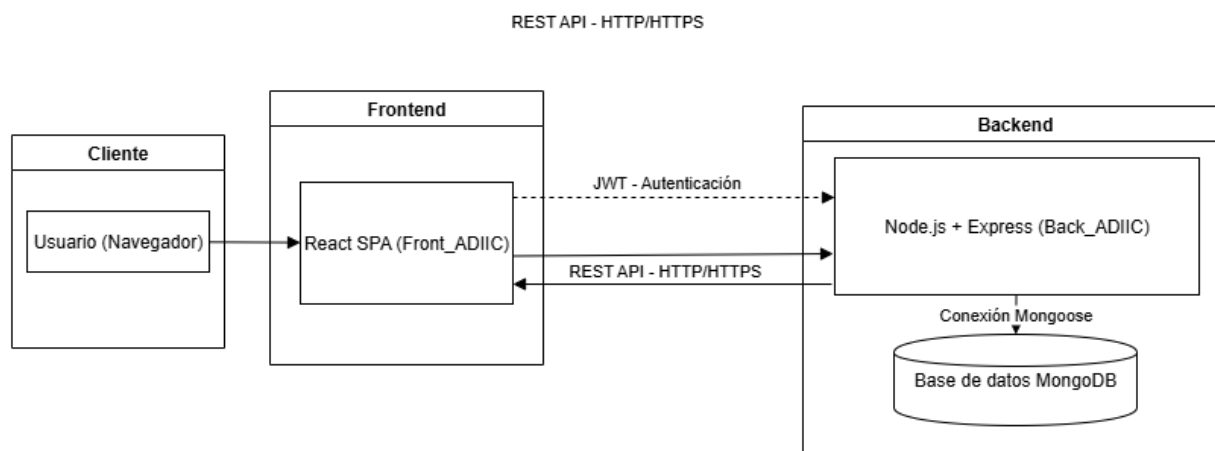 REST API - HTTP/HTTPS
Cliente
Usuario (Navegador)
Frontend
React SPA (Front_ADIIC)
JWT - Autenticación
REST API - HTTP/HTTPS
Backend
Node.js + Express (Back_ADIIC)
Conexión Mongoose
Base de datos MongoDB